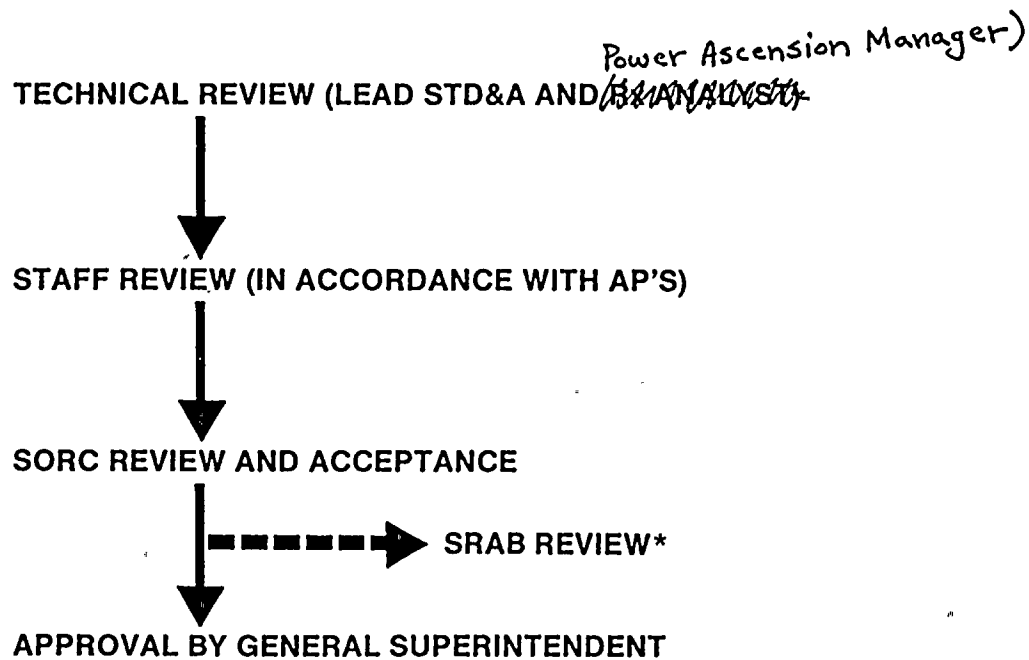 Power Ascension Manager)
TECHNICAL REVIEW (LEAD STD&A AND
STAFF REVIEW (IN ACCORDANCE WITH AP'S)
SORC REVIEW AND ACCEPTANCE
SRAB REVIEW*
APPROVAL BY GENERAL SUPERINTENDENT